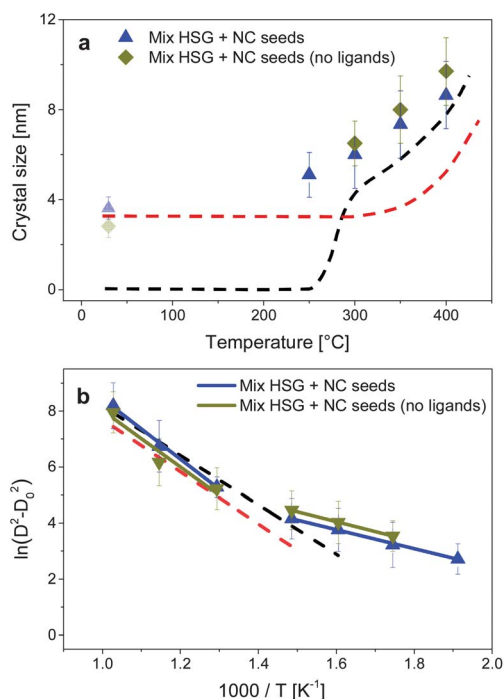 a
Mix HSG + NC seeds
Mix HSG + NC seeds (no ligands)
Crystal size [nm]
12
8
4
0
0
100
200
300
400
Temperature [°C]
b
Mix HSG + NC seeds
Mix HSG + NC seeds (no ligands)
ln(D²-D₀²)
8
6
4
2
0
1.0
1.2
1.4
1.6
1.8
2.0
1000 / T [K⁻¹]